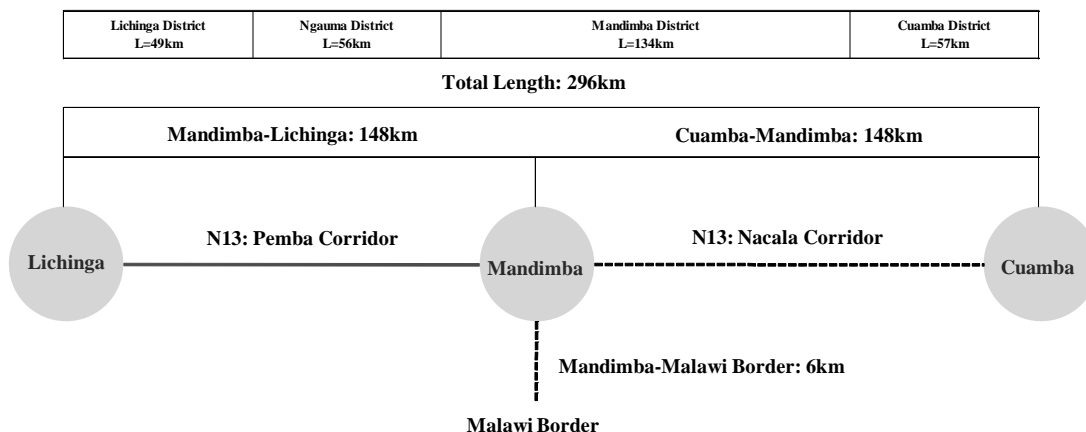 Lichinga District
L=49km
Ngauma District
L=56km
Mandimba District
L=134km
Cuamba District
L=57km
Total Length: 296km
Mandimba-Lichinga: 148km
Cuamba-Mandimba: 148km
N13: Pemba Corridor
N13: Nacala Corridor
Lichinga
Mandimba
Cuamba
Mandimba-Malawi Border: 6km
Malawi Border